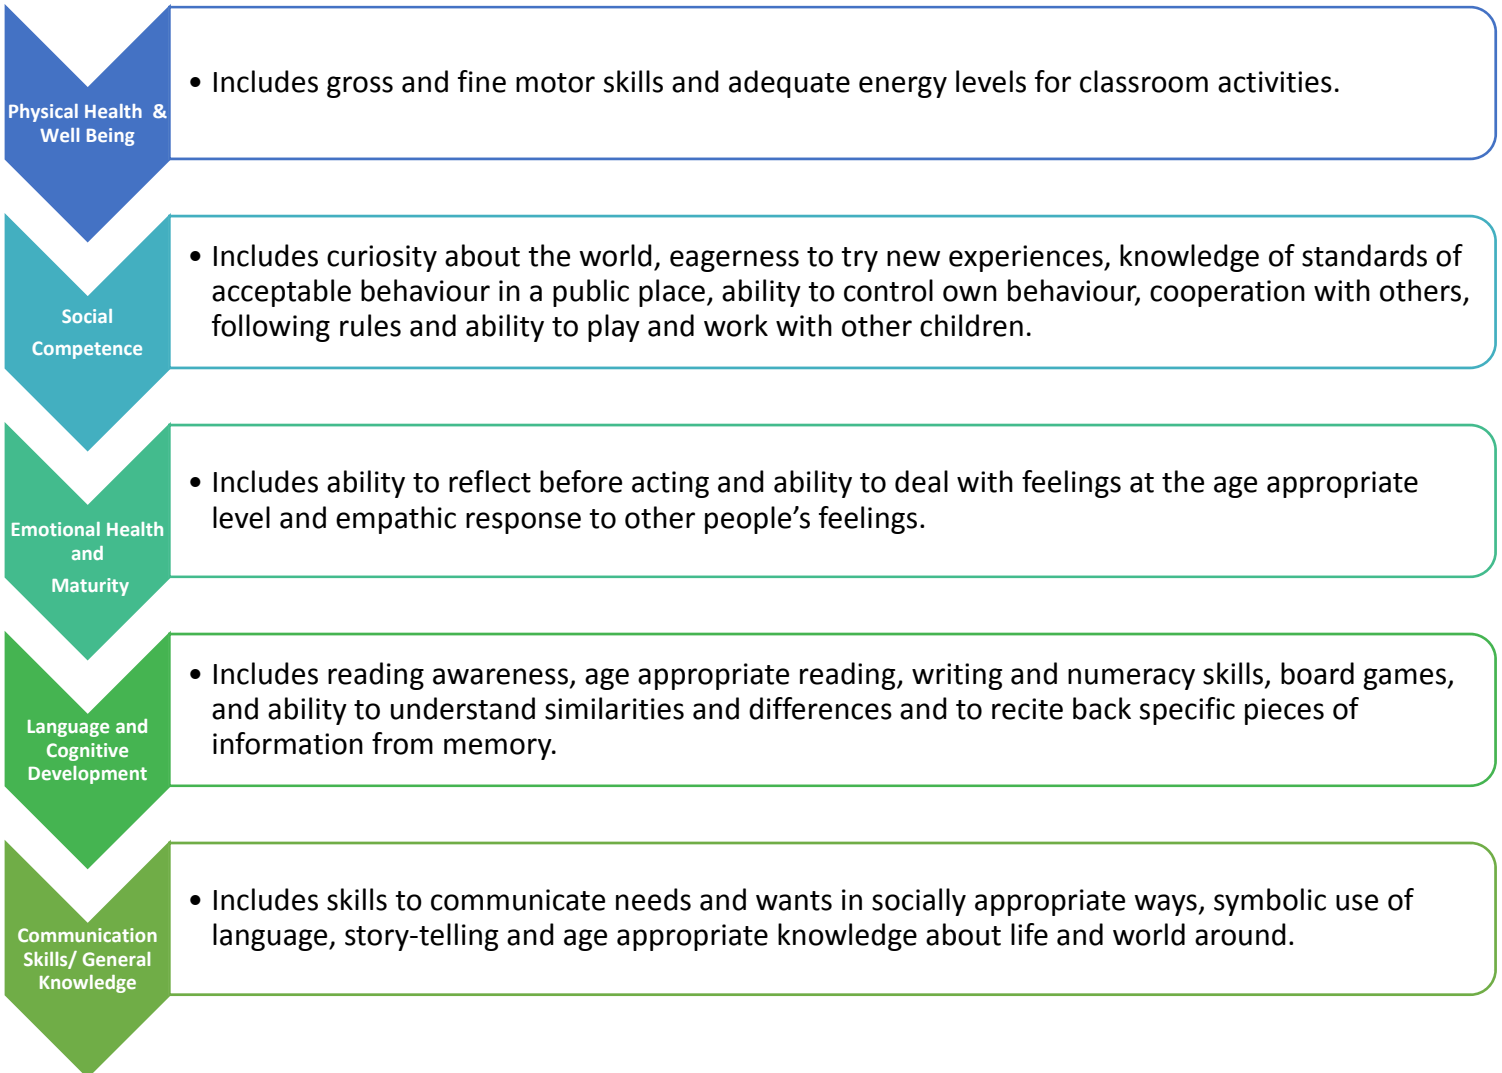 Physical Health & 
Well Being
• Includes gross and fine motor skills and adequate energy levels for classroom activities.
Social
Competence
• Includes curiosity about the world, eagerness to try new experiences, knowledge of standards of
acceptable behaviour in a public place, ability to control own behaviour, cooperation with others,
following rules and ability to play and work with other children.
Emotional Health
and
Maturity
• Includes ability to reflect before acting and ability to deal with feelings at the age appropriate
level and empathic response to other people’s feelings.
Language and
Cognitive
Development
• Includes reading awareness, age appropriate reading, writing and numeracy skills, board games,
and ability to understand similarities and differences and to recite back specific pieces of
information from memory.
Communication
Skills/ General
Knowledge
• Includes skills to communicate needs and wants in socially appropriate ways, symbolic use of
language, story-telling and age appropriate knowledge about life and world around.